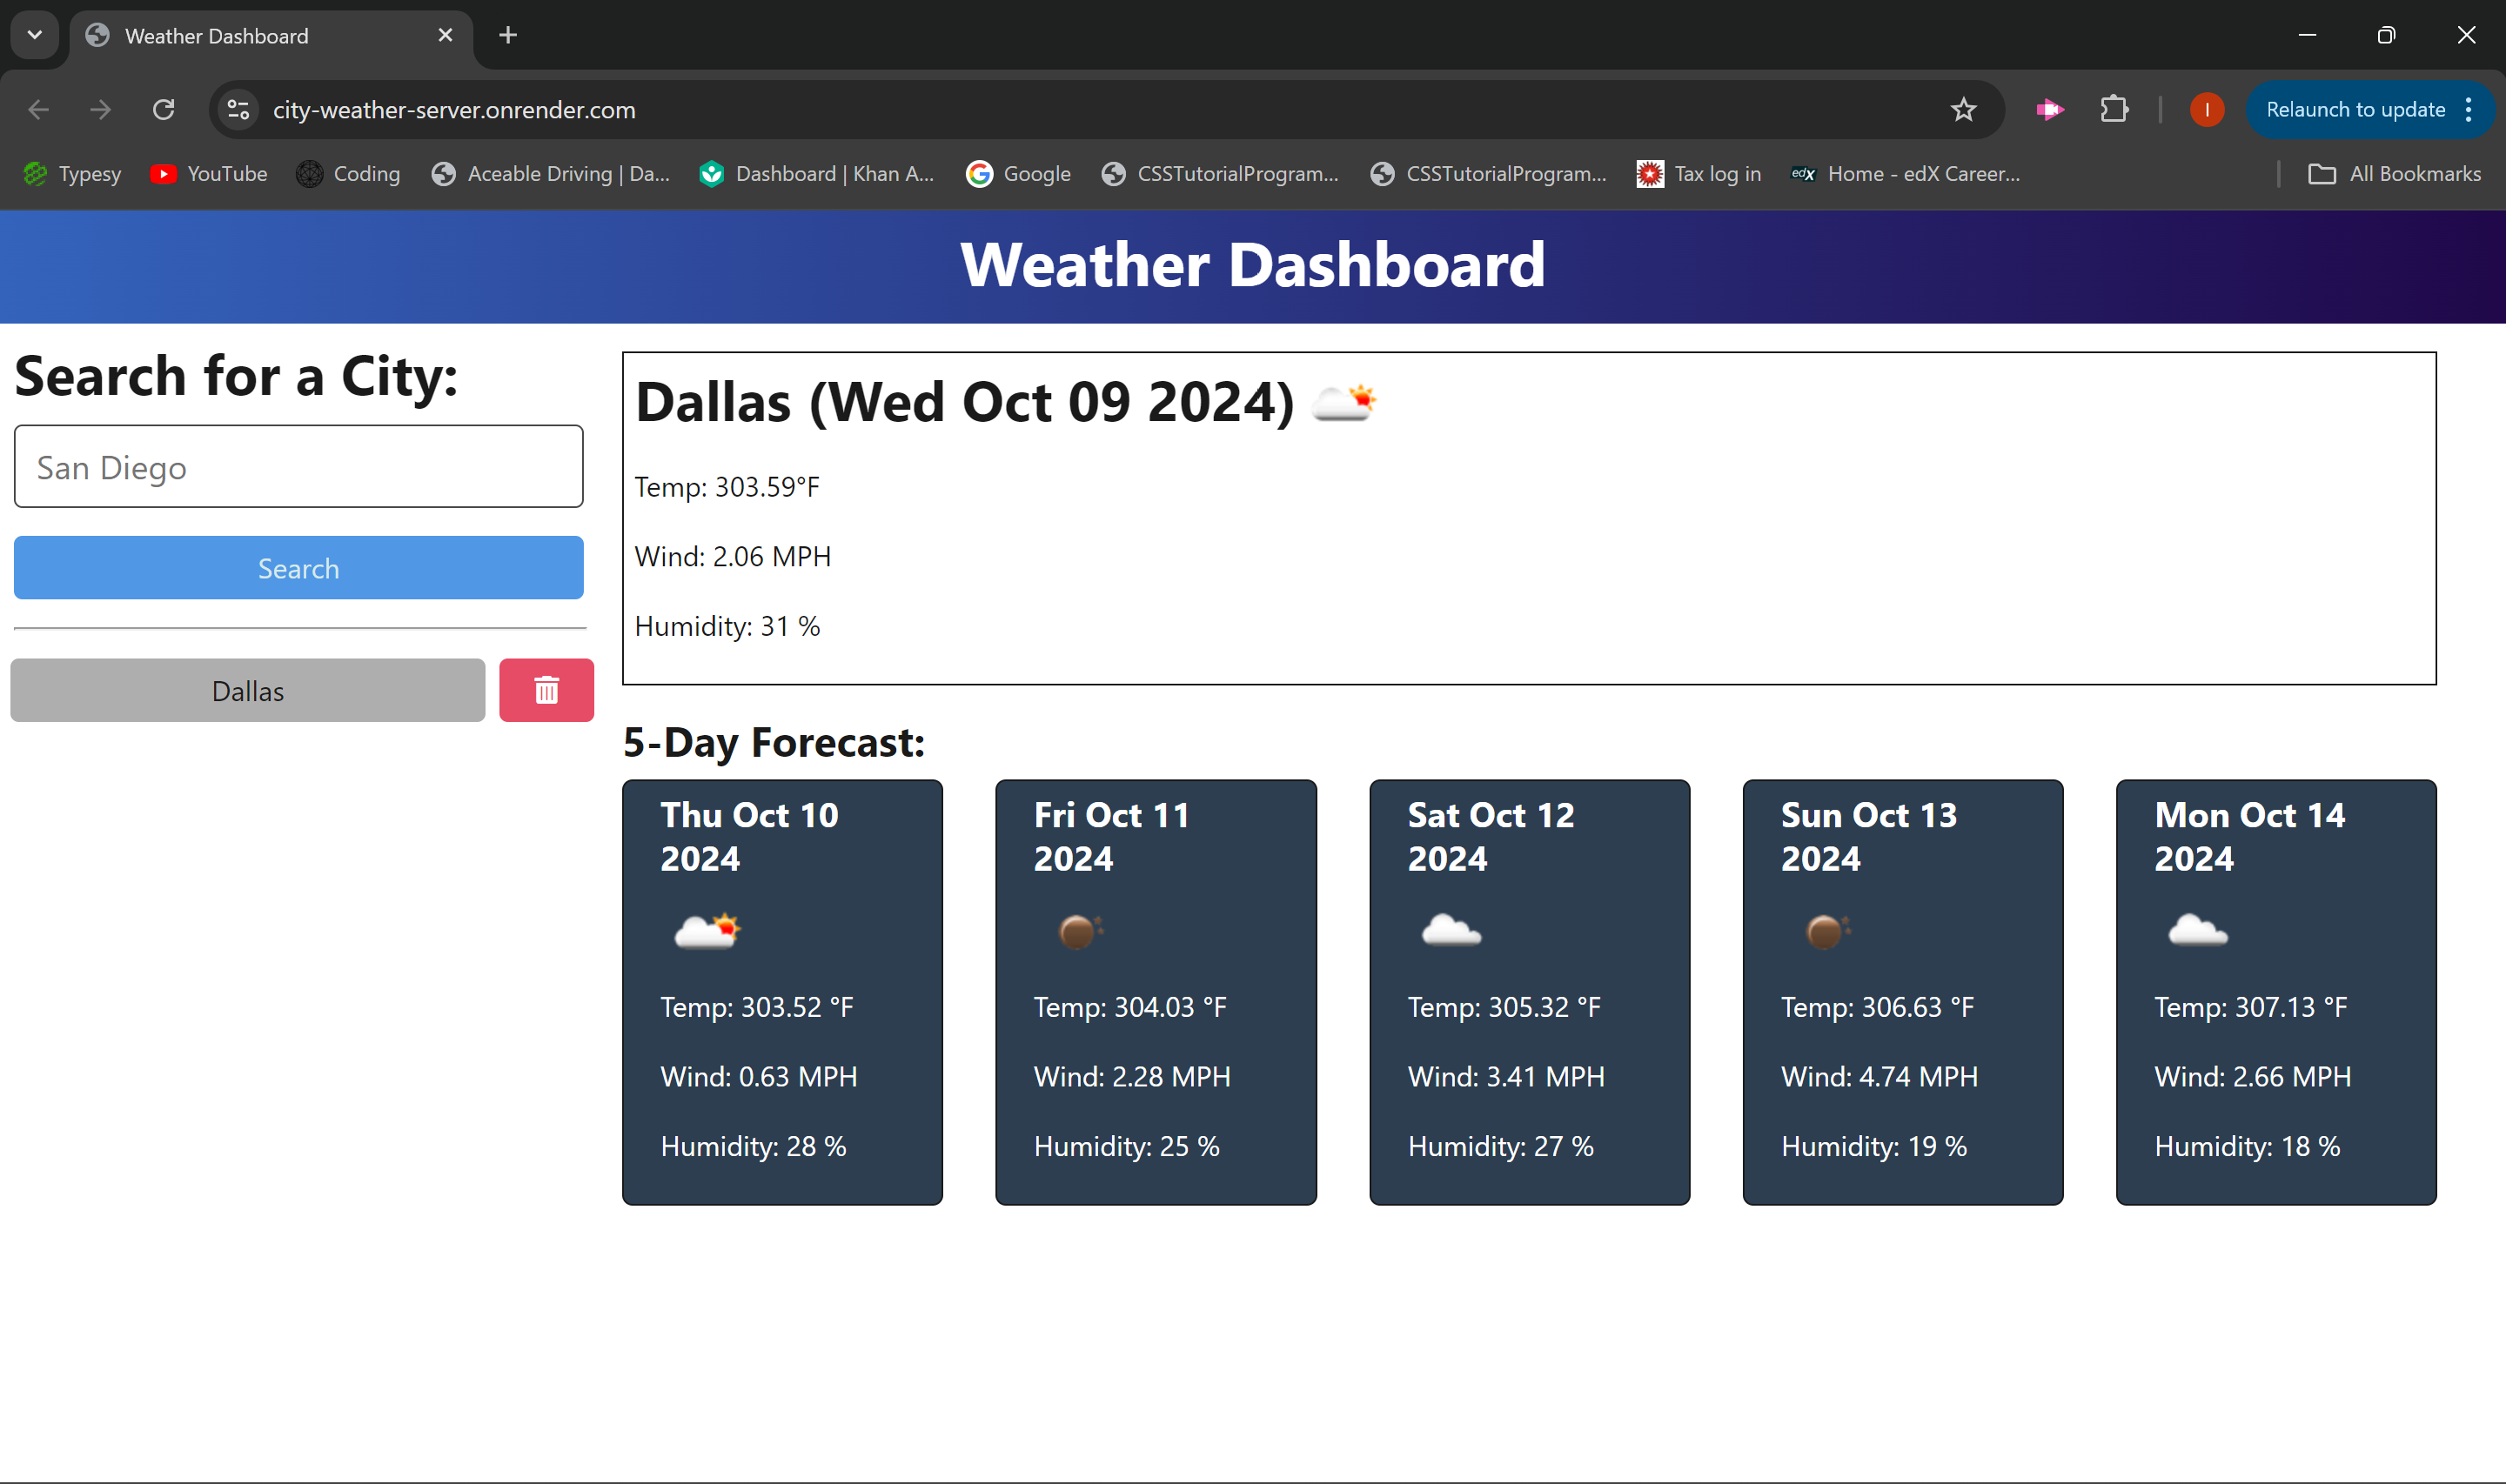 Weather Dashboard
city-weather-server.onrender.com
I
Relaunch to update
Typesy
YouTube
Coding
Aceable Driving | Da...
Dashboard | Khan A...
Google
CSSTutorialProgram...
CSSTutorialProgram...
edX
Tax log in
Home - edX Career...
All Bookmarks
Weather Dashboard
Search for a City:
San Diego
Search
Dallas
Dallas (Wed Oct 09 2024)
Temp: 303.59°F
Wind: 2.06 MPH
Humidity: 31 %
5-Day Forecast:
Thu Oct 10
2024
Temp: 303.52 °F
Wind: 0.63 MPH
Humidity: 28 %
Fri Oct 11
2024
Temp: 304.03 °F
Wind: 2.28 MPH
Humidity: 25 %
Sat Oct 12
2024
Temp: 305.32 °F
Wind: 3.41 MPH
Humidity: 27 %
Sun Oct 13
2024
Temp: 306.63 °F
Wind: 4.74 MPH
Humidity: 19 %
Mon Oct 14
2024
Temp: 307.13 °F
Wind: 2.66 MPH
Humidity: 18 %